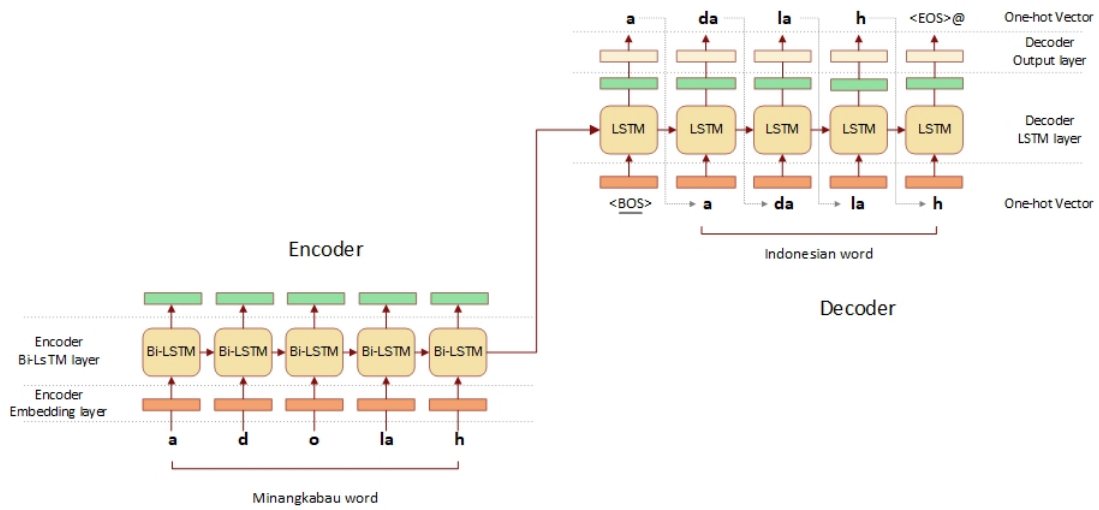 a da la h <EOS>@ One-hot Vector
Decoder
Output layer
LSTM LSTM LSTM LSTM LSTM
Decoder
LSTM layer
<BOS> a da la h One-hot Vector
Indonesian word
Decoder
Encoder
Encoder
Bi-LsTM layer
Bi-LSTM Bi-LSTM Bi-LSTM Bi-LSTM Bi-LSTM
Encoder
Embedding layer
a d o la h
Minangkabau word